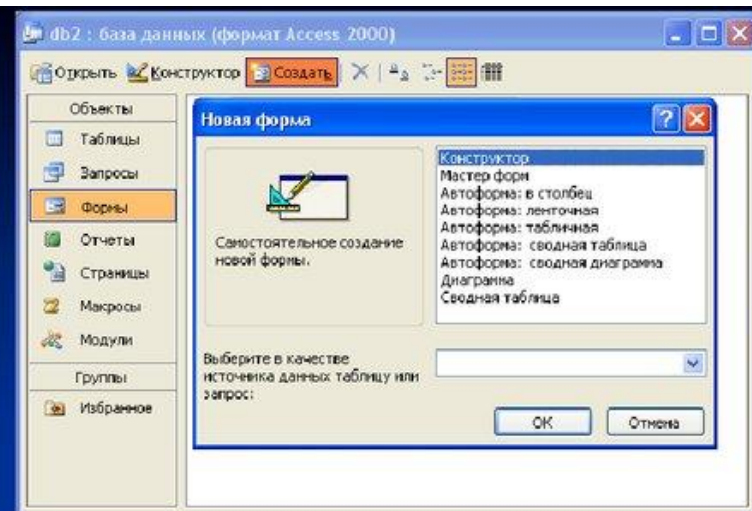 db2 : база данных (формат Access 2000)
Открыть Конструктор Создать
Объекты
Таблицы
Запросы
Формы
Отчеты
Страницы
Макросы
Модули
Группы
Избранное
Новая форма
Самостоятельное создание
новой формы.
Конструктор
Мастер форм
Автоформа: в столбец
Автоформа: ленточная
Автоформа: табличная
Автоформа: сводная таблица
Автоформа: сводная диаграмма
Диаграмма
Сводная таблица
Выберите в качестве
источника данных таблицу или
запрос:
ОК
Отмена